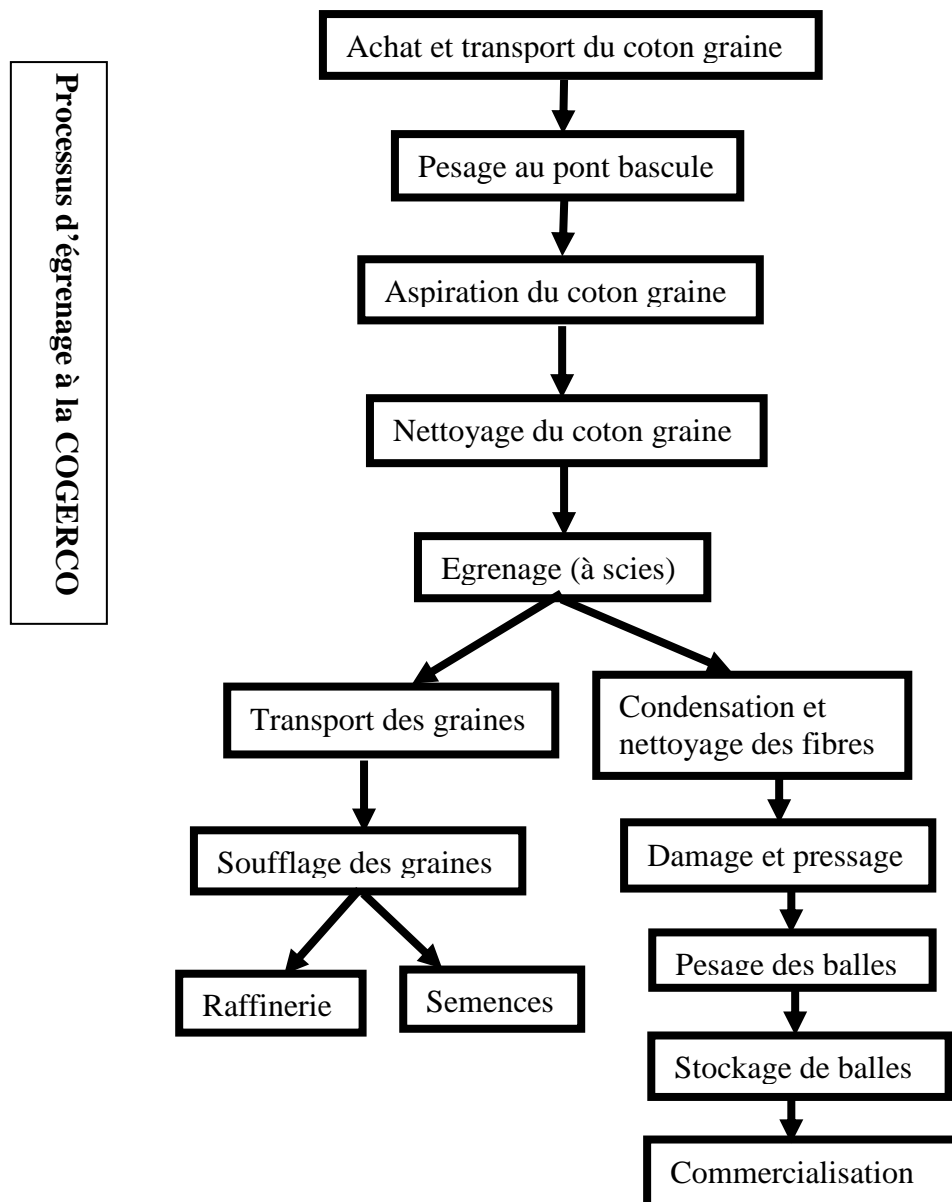 Processus d'égrenage à la COGERCO
Achat et transport du coton graine
Pesage au pont bascule
Aspiration du coton graine
Nettoyage du coton graine
Egrenage (à scies)
Transport des graines
Condensation et
nettoyage des fibres
Soufflage des graines
Damage et pressage
Raffinerie
Semences
Pesage des balles
Stockage de balles
Commercialisation